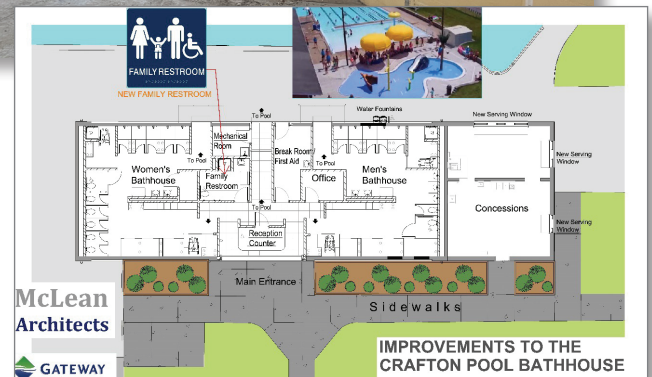 FAMILY RESTROOM
NEW FAMILY RESTROOM
Water Fountains
New Serving Window
To Pool
Mechanical
Room
Break Room/
First Aid
New Serving
Window
To Pool
To Pool
Women's
Bathhouse
Family
Restroom
Office
Men's
Bathhouse
To Pool
Concessions
New Serving
Window
Reception
Counter
Main Entrance
Sidewalks
McLean
Architects
GATEWAY
IMPROVEMENTS TO THE
CRAFTON POOL BATHHOUSE